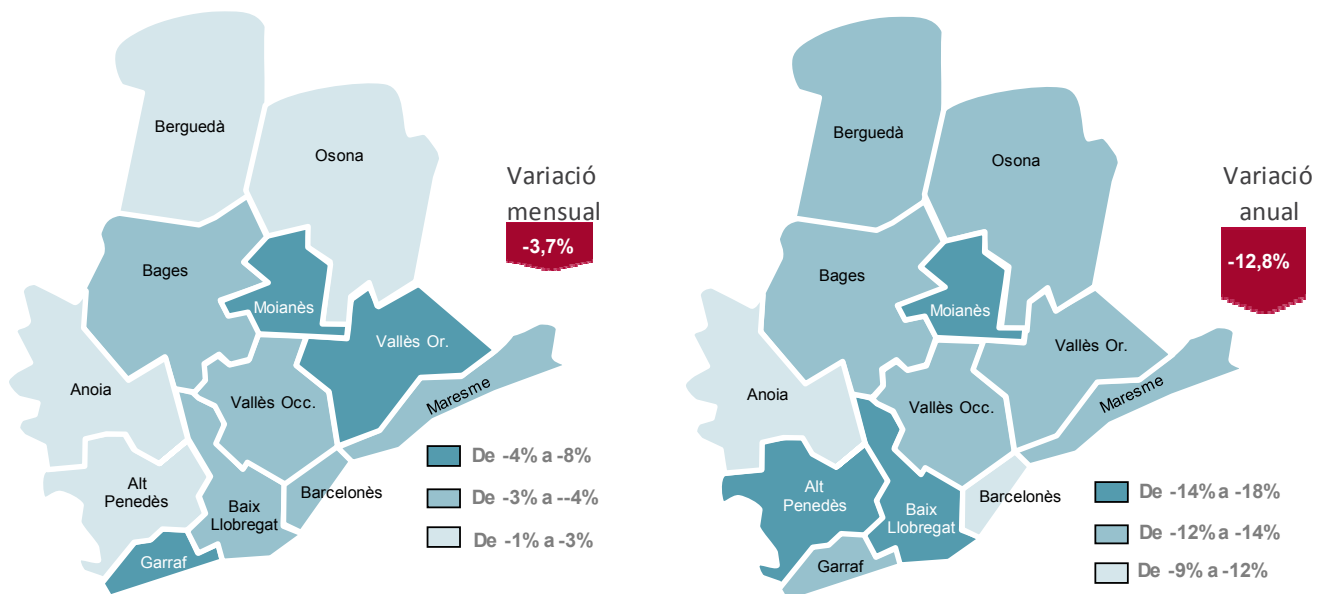 Berguedà
Osona
Variació
mensual
-3,7%
Bages
Moianès
Vallès Or.
Anoia
Vallès Occ.
Maresme
Alt
Penedès
Baix
Llobregat
Barcelonès
Garraf
De -4% a -8%
De -3% a --4%
De -1% a -3%
Berguedà
Osona
Variació
anual
-12,8%
Bages
Moianès
Vallès Or.
Anoia
Vallès Occ.
Maresme
Alt
Penedès
Baix
Llobregat
Barcelonès
Garraf
De -14% a -18%
De -12% a -14%
De -9% a -12%